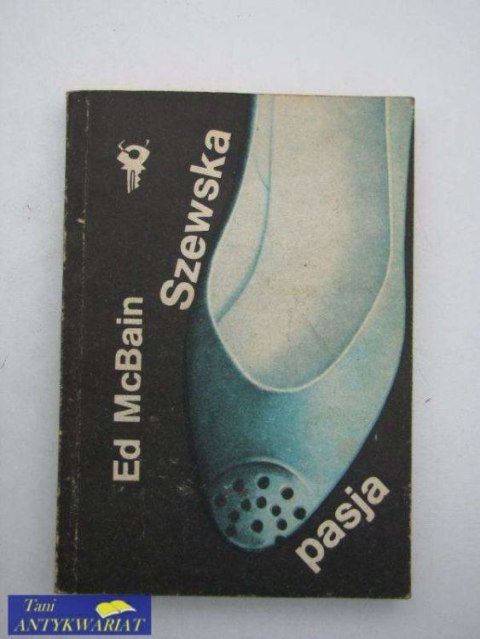 Ed McBain
Szewska
pasja
Tani
ANTYKWARIAT